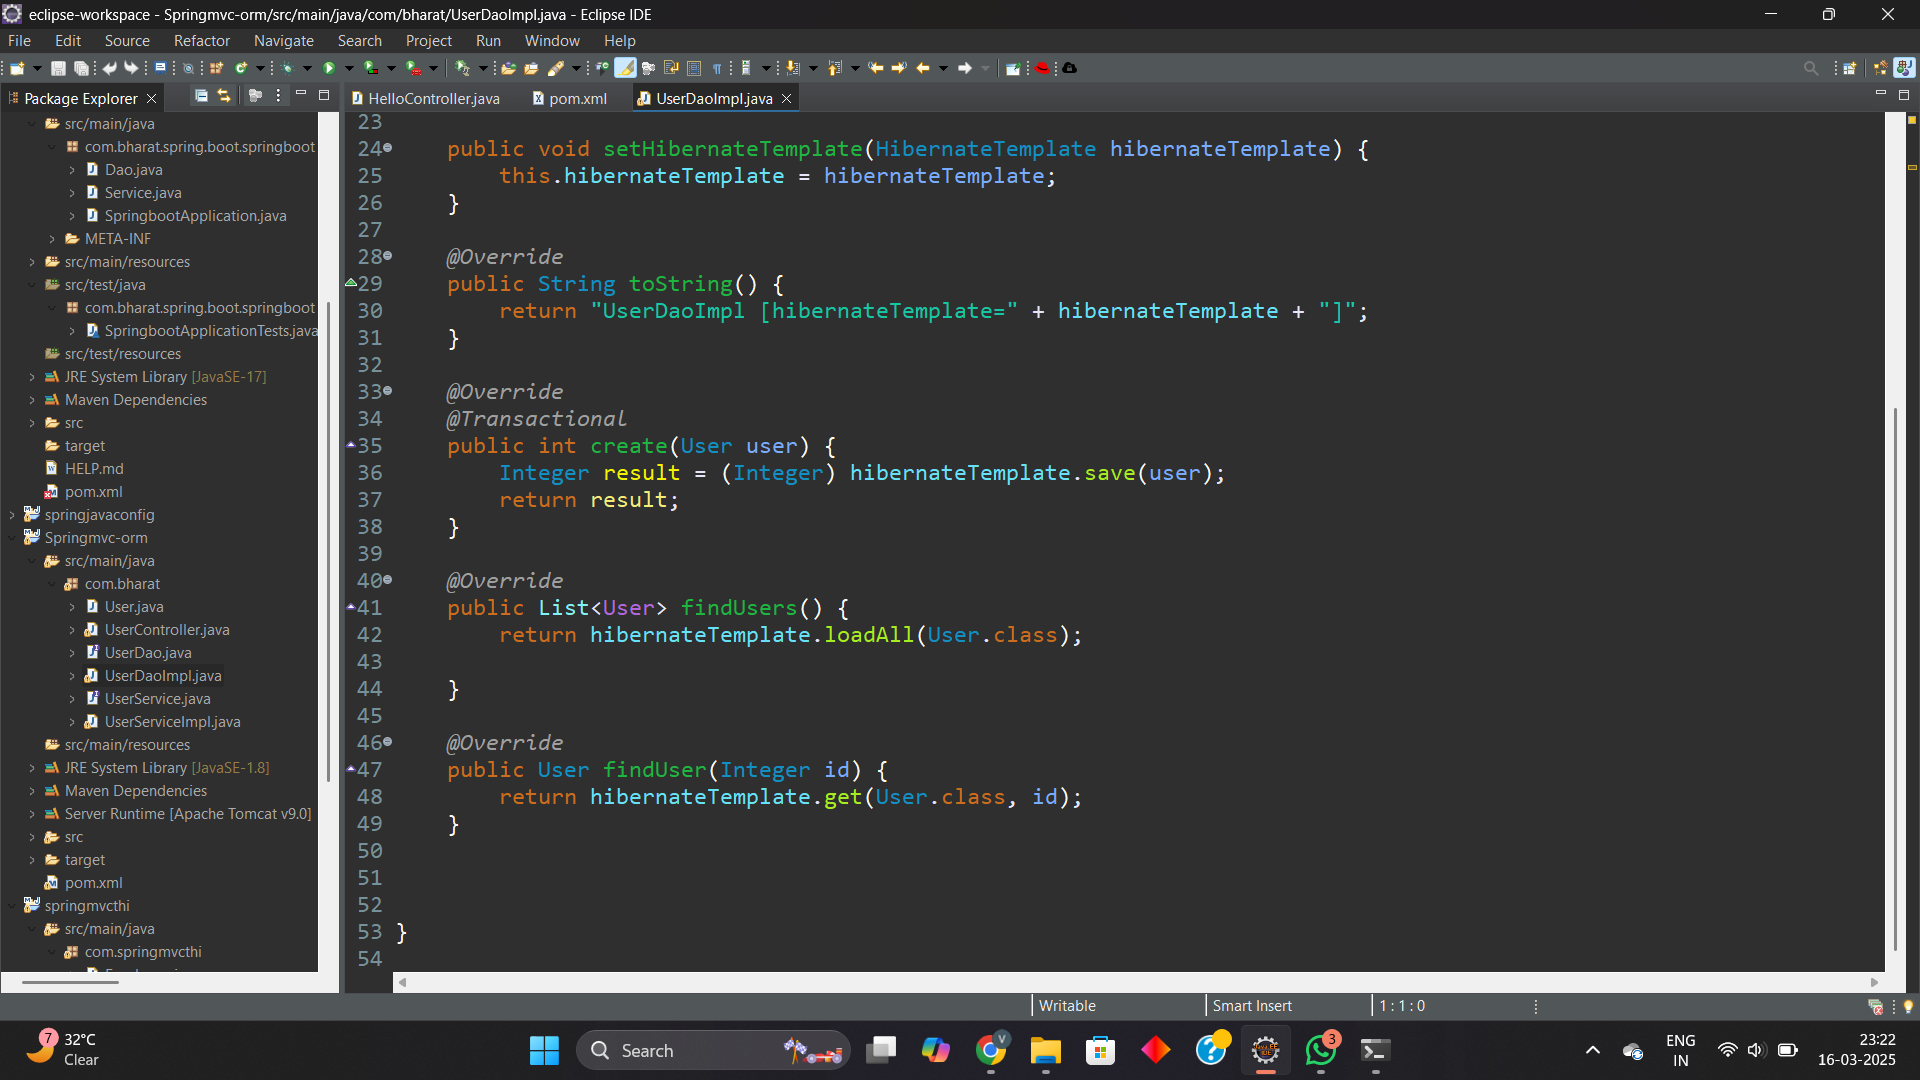 eclipse-workspace - Springmvc-orm/src/main/java/com/bharat/UserDaoImpl.java - Eclipse IDE
File Edit Source Refactor Navigate Search Project Run Window Help
Package Explorer
HelloController.java pom.xml UserDaoImpl.java
src/main/java
com.bharat.spring.boot.springboot
Dao.java
Service.java
SpringbootApplication.java
META-INF
src/main/resources
src/test/java
com.bharat.spring.boot.springboot
SpringbootApplicationTests.java
src/test/resources
JRE System Library [JavaSE-17]
Maven Dependencies
src
target
HELP.md
pom.xml
springjavaconfig
Springmvc-orm
src/main/java
com.bharat
User.java
UserController.java
UserDao.java
UserDaoImpl.java
UserService.java
UserServiceImpl.java
src/main/resources
JRE System Library [JavaSE-1.8]
Maven Dependencies
Server Runtime [Apache Tomcat v9.0]
src
target
pom.xml
springmvcthi
src/main/java
com.springmvcthi
23
24 public void setHibernateTemplate(HibernateTemplate hibernateTemplate) {
25 this.hibernateTemplate = hibernateTemplate;
26 }
27
28 @Override
29 public String toString() {
30 return "UserDaoImpl [hibernateTemplate=" + hibernateTemplate + "]";
31 }
32
33 @Override
34 @Transactional
35 public int create(User user) {
36 Integer result = (Integer) hibernateTemplate.save(user);
37 return result;
38 }
39
40 @Override
41 public List<User> findUsers() {
42 return hibernateTemplate.loadAll(User.class);
43
44 }
45
46 @Override
47 public User findUser(Integer id) {
48 return hibernateTemplate.get(User.class, id);
49 }
50
51
52
53 }
54
Writable Smart Insert 1 : 1 : 0
7 32°C
Clear
Search
V
3
ENG
IN
23:22
16-03-2025